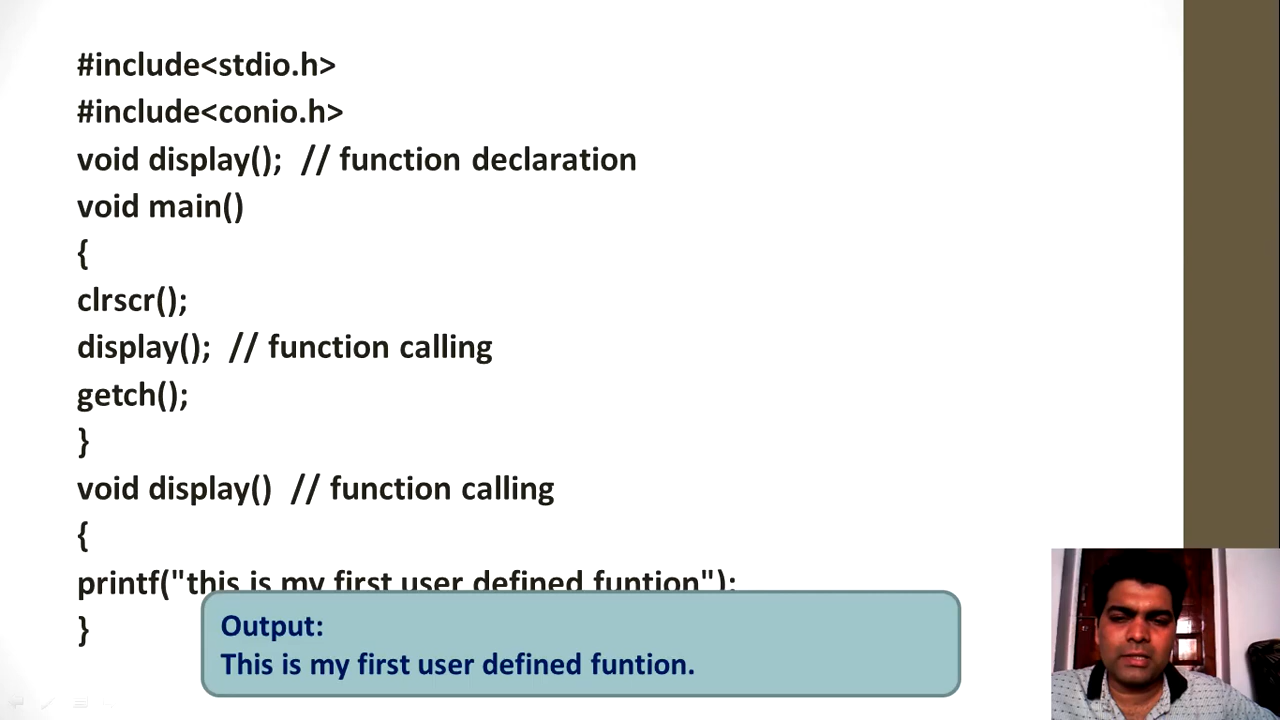 #include<stdio.h>
#include<conio.h>
void display();  // function declaration
void main()
{
clrscr();
display();  // function calling
getch();
}
void display()  // function calling
{
printf("this is my first user defined funtion");
}
Output:
This is my first user defined funtion.